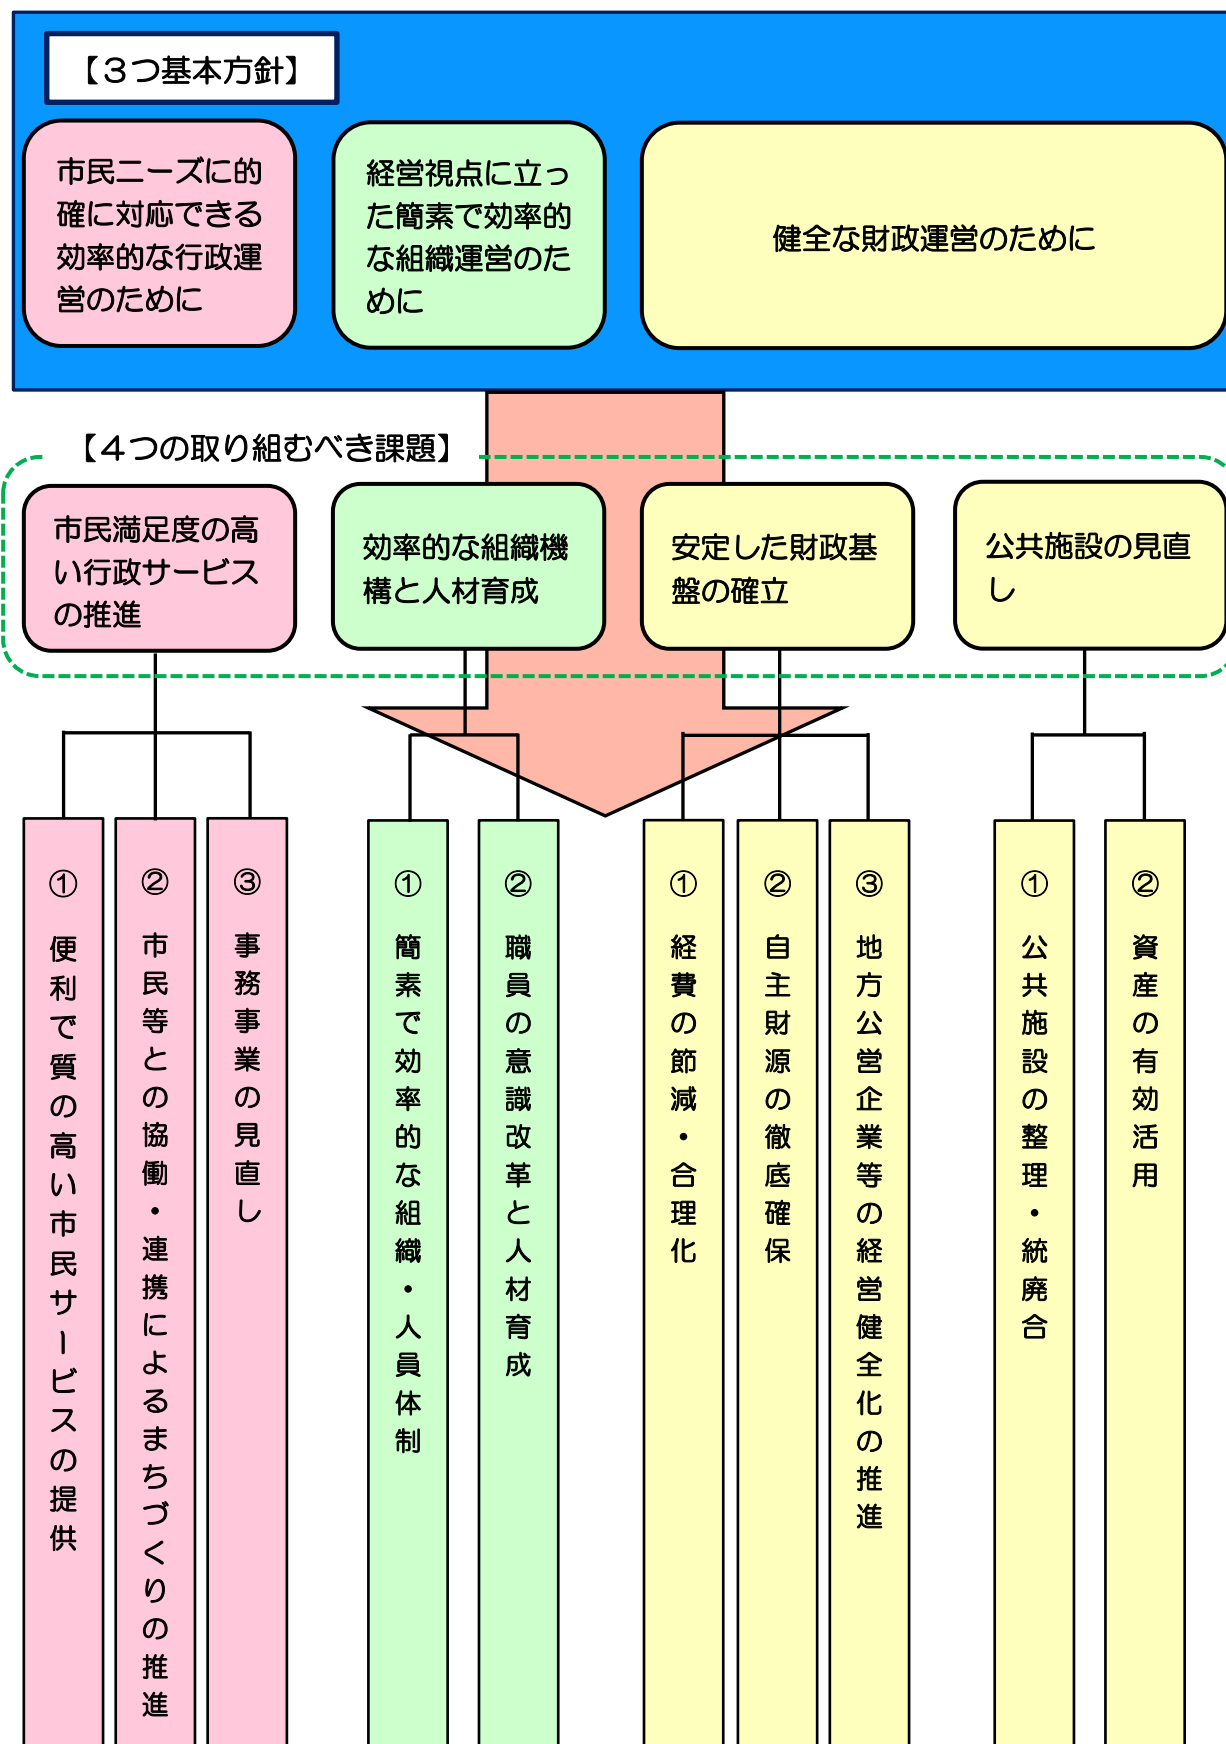 【３つ基本方針】
市民ニーズに的
確に対応できる
効率的な行政運
営のために
経営視点に立っ
た簡素で効率的
な組織運営のた
めに
健全な財政運営のために
【４つの取り組むべき課題】
市民満足度の高
い行政サービス
の推進
効率的な組織機
構と人材育成
安定した財政基
盤の確立
公共施設の見直
し
① 便利で質の高い市民サービスの提供
② 市民等との協働・連携によるまちづくりの推進
③ 事務事業の見直し
① 簡素で効率的な組織・人員体制
② 職員の意識改革と人材育成
① 経費の節減・合理化
② 自主財源の徹底確保
③ 地方公営企業等の経営健全化の推進
① 公共施設の整理・統廃合
② 資産の有効活用